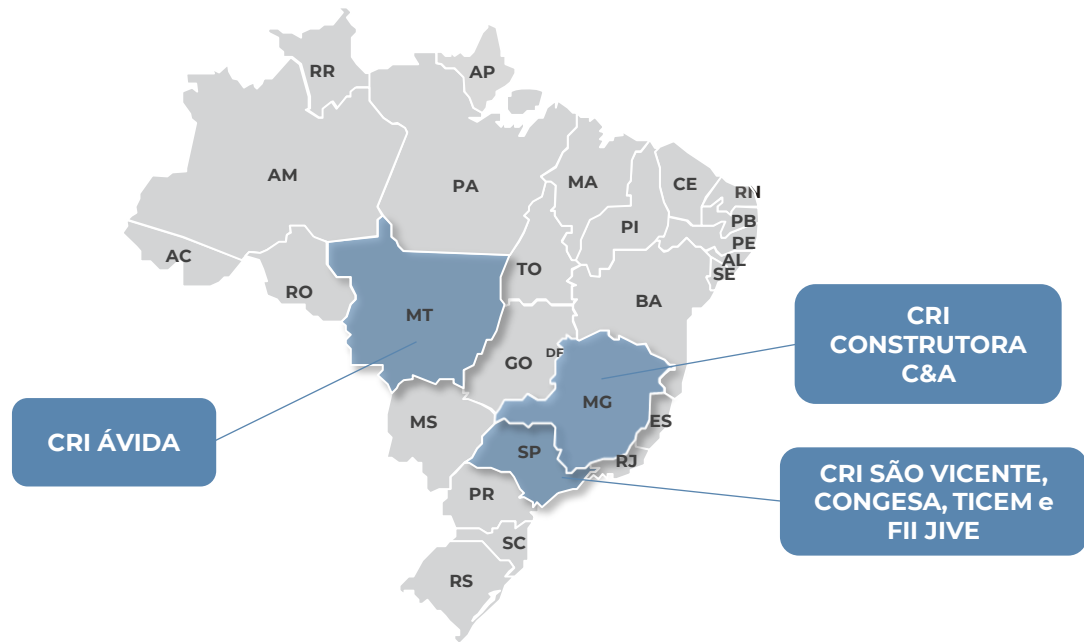 RR
AP
AM
PA
MA
CE
RN
PB
PI
PE
AL
SE
AC
RO
TO
BA
MT
GO
DF
MG
ES
MS
SP
RJ
PR
SC
RS
CRI
CONSTRUTORA
C&A
CRI ÁVIDA
CRI SÃO VICENTE,
CONGESA, TICEM e
FII JIVE